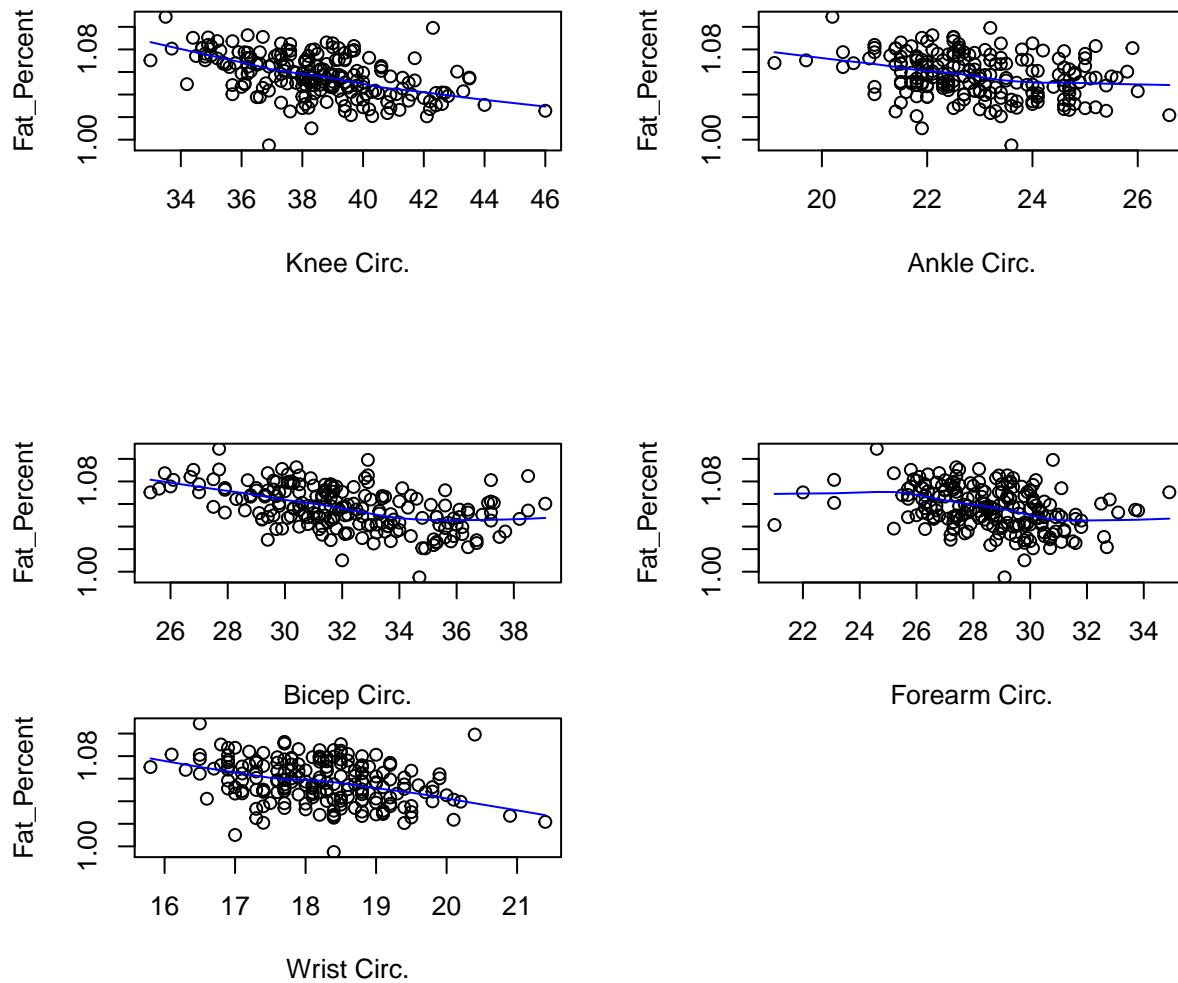 Fat_Percent
1.00 1.08
34 36 38 40 42 44 46
Knee Circ.
Fat_Percent
1.00 1.08
20 22 24 26
Ankle Circ.
Fat_Percent
1.00 1.08
26 28 30 32 34 36 38
Bicep Circ.
Fat_Percent
1.00 1.08
22 24 26 28 30 32 34
Forearm Circ.
Fat_Percent
1.00 1.08
16 17 18 19 20 21
Wrist Circ.